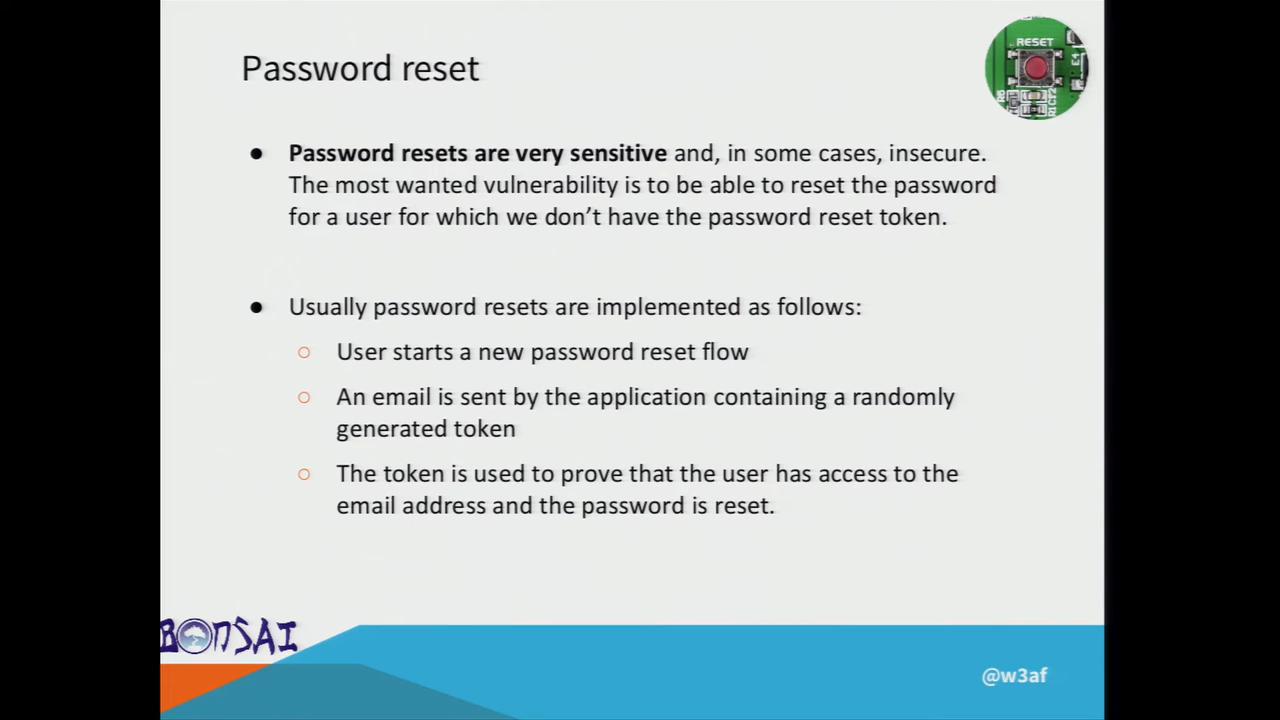 Password reset
RESET
E4
R6
R1CT2
● Password resets are very sensitive and, in some cases, insecure.
The most wanted vulnerability is to be able to reset the password
for a user for which we don’t have the password reset token.
● Usually password resets are implemented as follows:
○ User starts a new password reset flow
○ An email is sent by the application containing a randomly
generated token
○ The token is used to prove that the user has access to the
email address and the password is reset.
BONSAI
@w3af